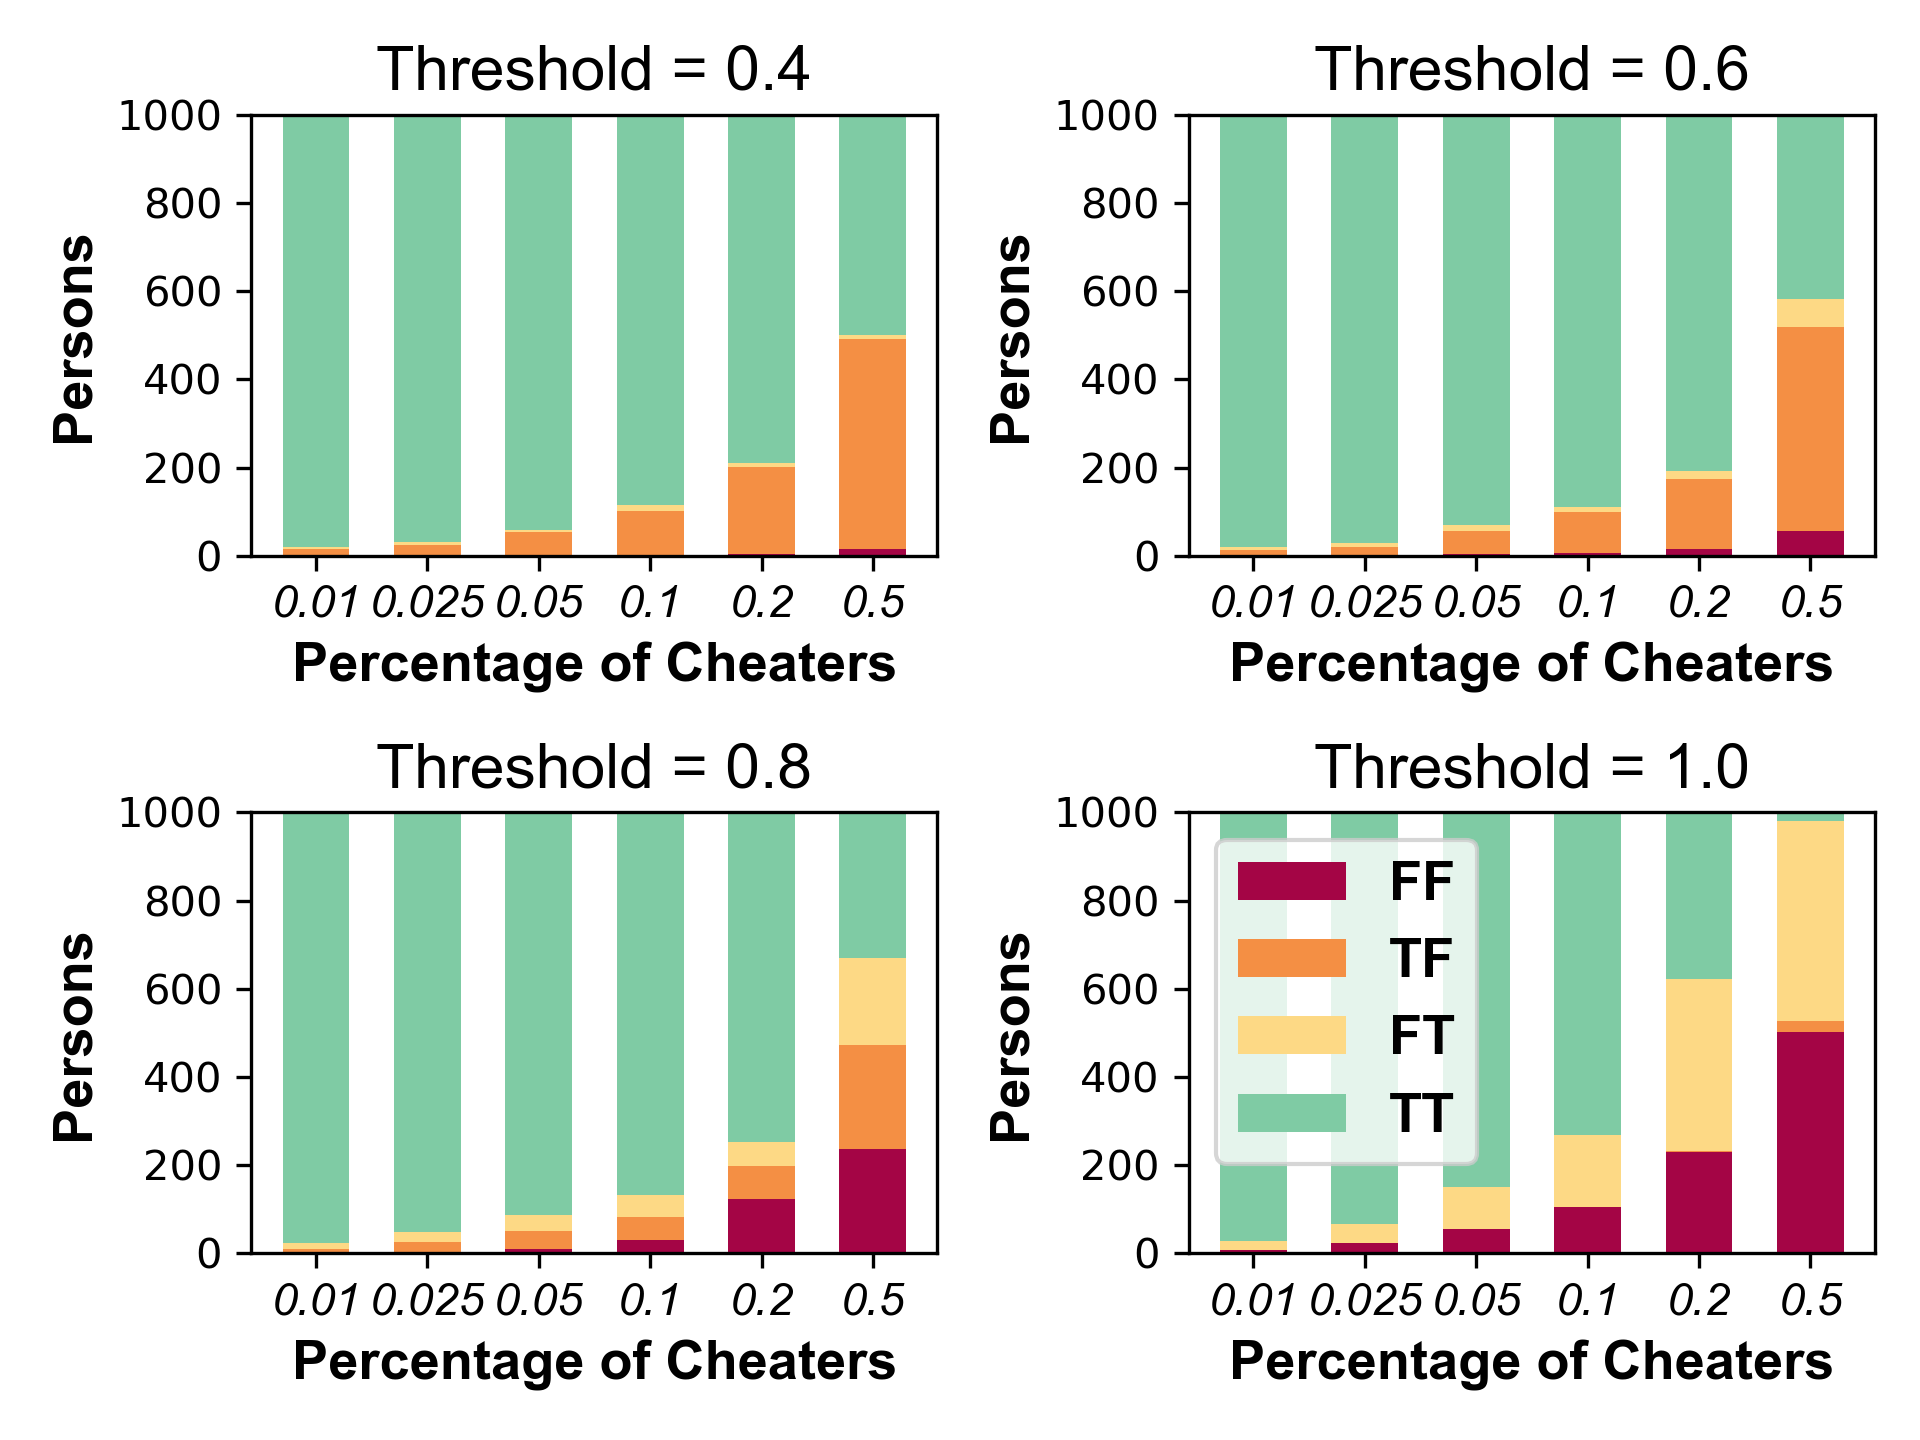 Threshold = 0.4
1000
800
600
400
200
0
Persons
0.01 0.025 0.05 0.1 0.2 0.5
Percentage of Cheaters
Threshold = 0.6
1000
800
600
400
200
0
Persons
0.01 0.025 0.05 0.1 0.2 0.5
Percentage of Cheaters
Threshold = 0.8
1000
800
600
400
200
0
Persons
0.01 0.025 0.05 0.1 0.2 0.5
Percentage of Cheaters
Threshold = 1.0
1000
800
600
400
200
0
Persons
FF
TF
FT
TT
0.01 0.025 0.05 0.1 0.2 0.5
Percentage of Cheaters